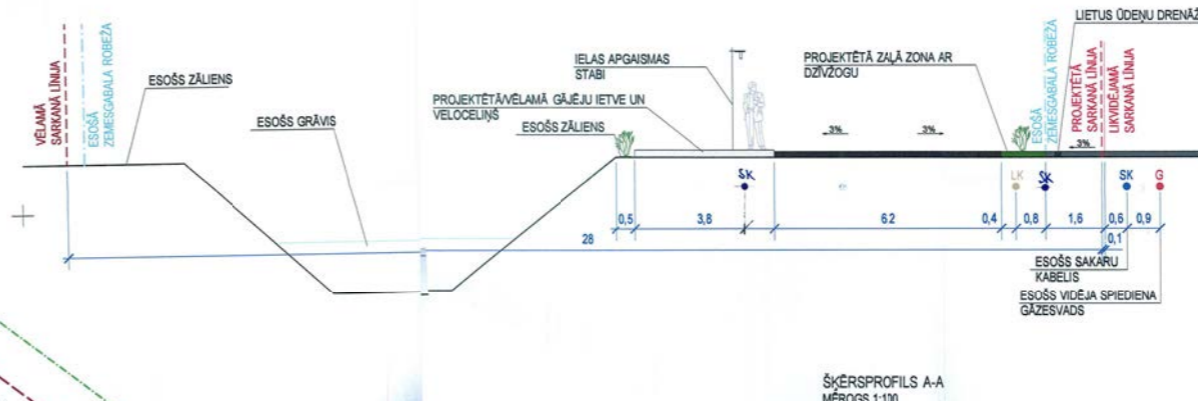 VĒLAMĀ
SARKANĀ LĪNIJA
ESOŠĀ
ZEMESGABALA ROBEŽA
ESOŠS ZĀLIENS
ESOŠS GRĀVIS
IELAS APGAISMAS
STABI
PROJEKTĒTĀ/VĒLAMĀ GĀJĒJU IETVE UN
VELOCELIŅŠ
ESOŠS ZĀLIENS
PROJEKTĒTĀ ZAĻĀ ZONA AR
DZĪVŽOGU
LIETUS ŪDEŅU DRENĀŽ
ESOŠĀ
ZEMESGABALA ROBEŽA
PROJEKTĒTĀ
SARKANĀ LĪNIJA
LIKVIDĒJAMĀ
SARKANĀ LĪNIJA
3% 3% 3%
SK LK SK SK G
0,5 3,8 6,2 0,4 0,8 1,6 0,6 0,9
28 0,1
ESOŠS SAKARU
KABELIS
ESOŠS VIDĒJA SPIEDIENA
GĀZESVADS
ŠĶĒRSPROFILS A-A
MĒROGS 1:100